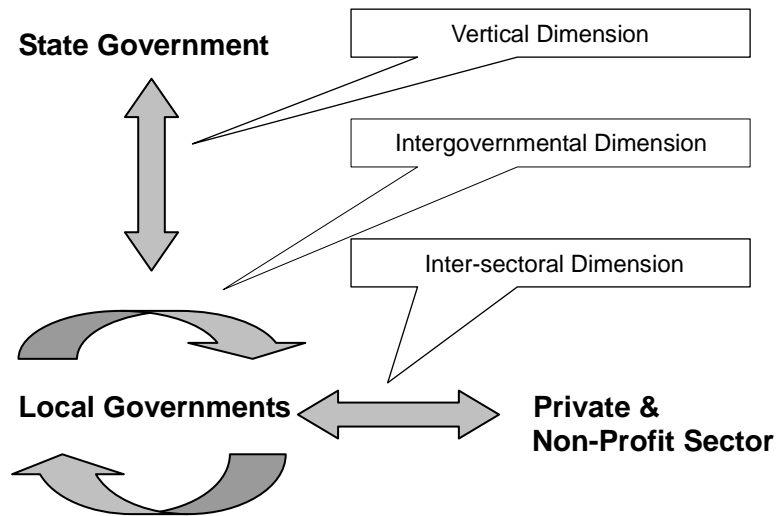 State Government
Vertical Dimension
Intergovernmental Dimension
Inter-sectoral Dimension
Local Governments
Private &
Non-Profit Sector